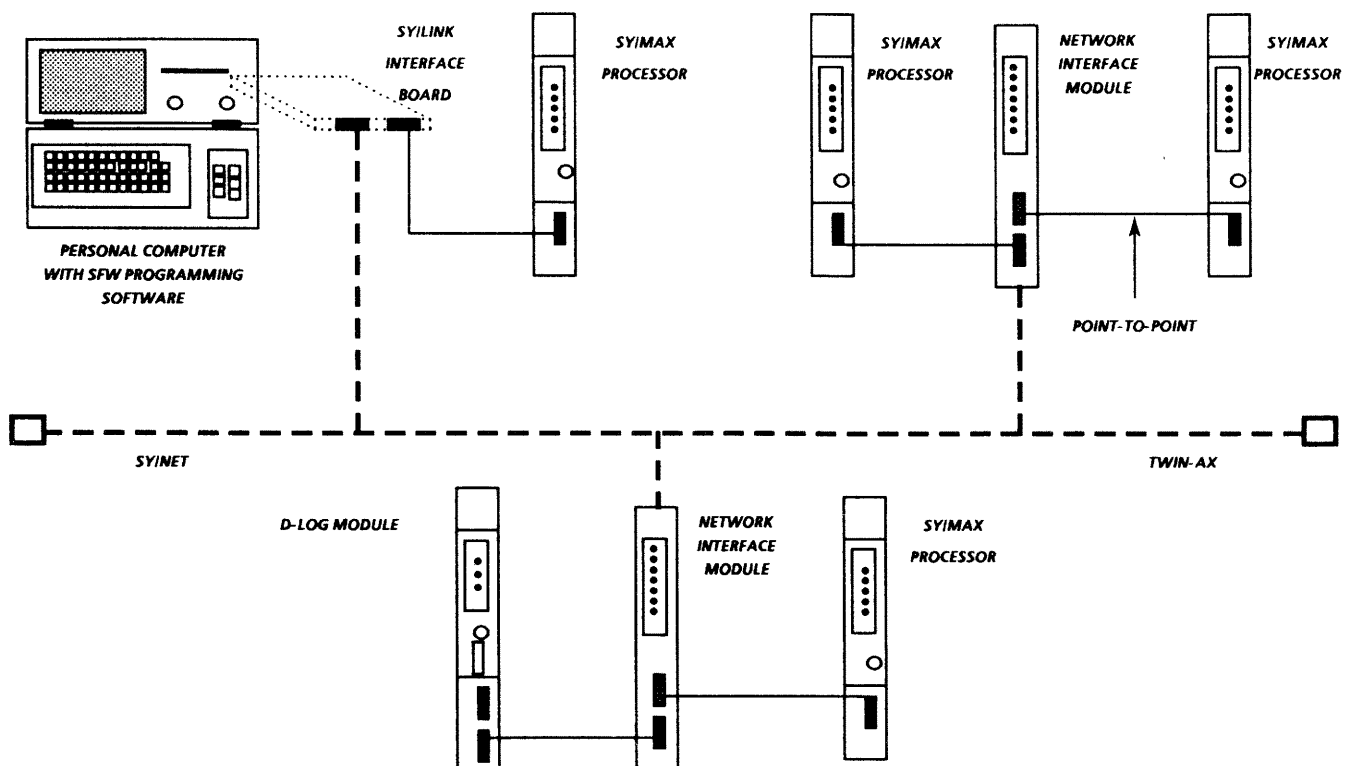 SY/LINK
INTERFACE
BOARD
SY/MAX
PROCESSOR
SY/MAX
PROCESSOR
NETWORK
INTERFACE
MODULE
SY/MAX
PROCESSOR
PERSONAL COMPUTER
WITH SFW PROGRAMMING
SOFTWARE
POINT-TO-POINT
SY/NET
TWIN-AX
D-LOG MODULE
NETWORK
INTERFACE
MODULE
SY/MAX
PROCESSOR